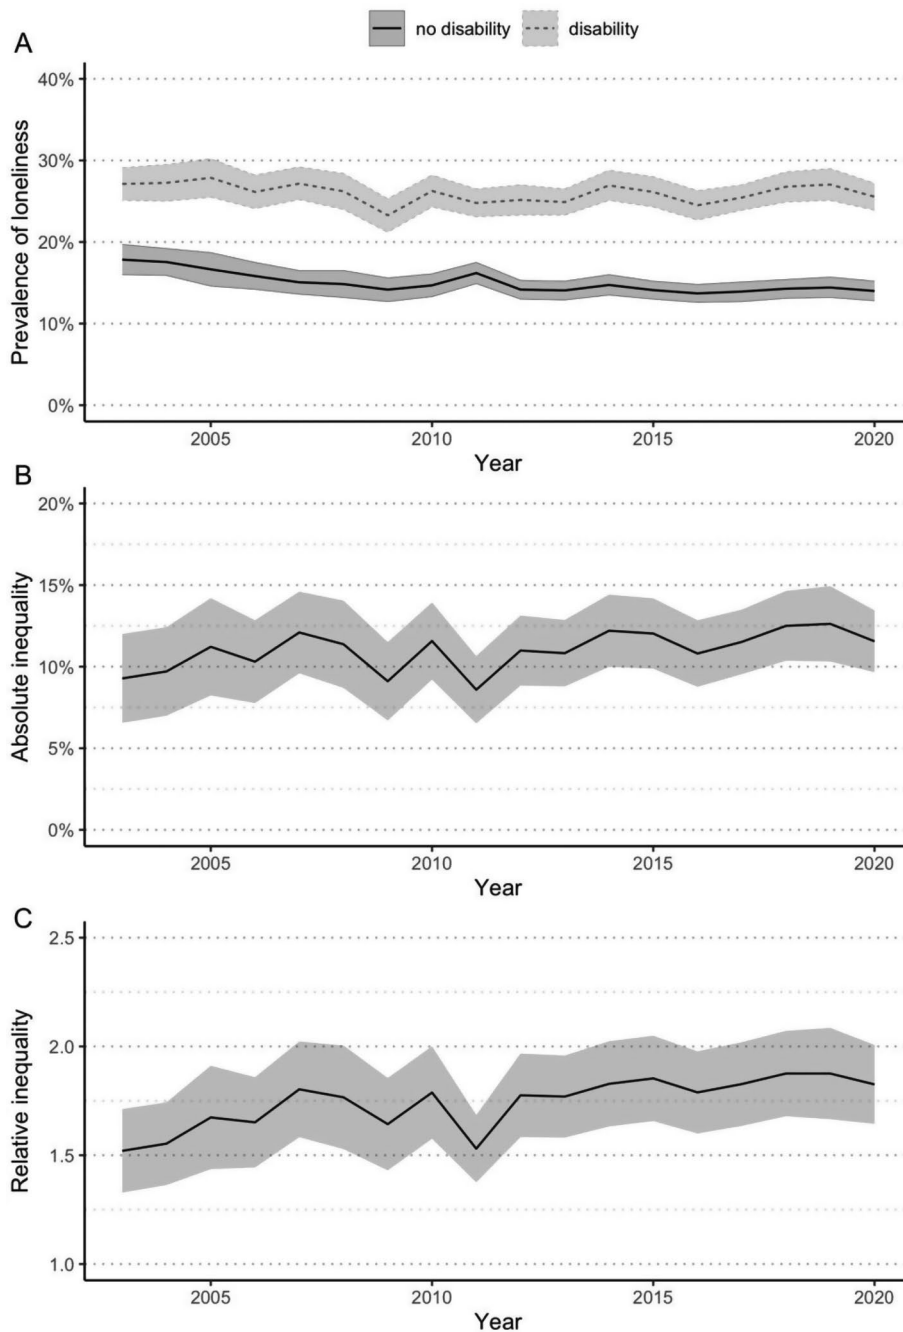 no disability disability
A
40%
30%
20%
10%
0%
Prevalence of loneliness
2005 2010 2015 2020
Year
B
20%
15%
10%
5%
0%
Absolute inequality
2005 2010 2015 2020
Year
C
2.5
2.0
1.5
1.0
Relative inequality
2005 2010 2015 2020
Year